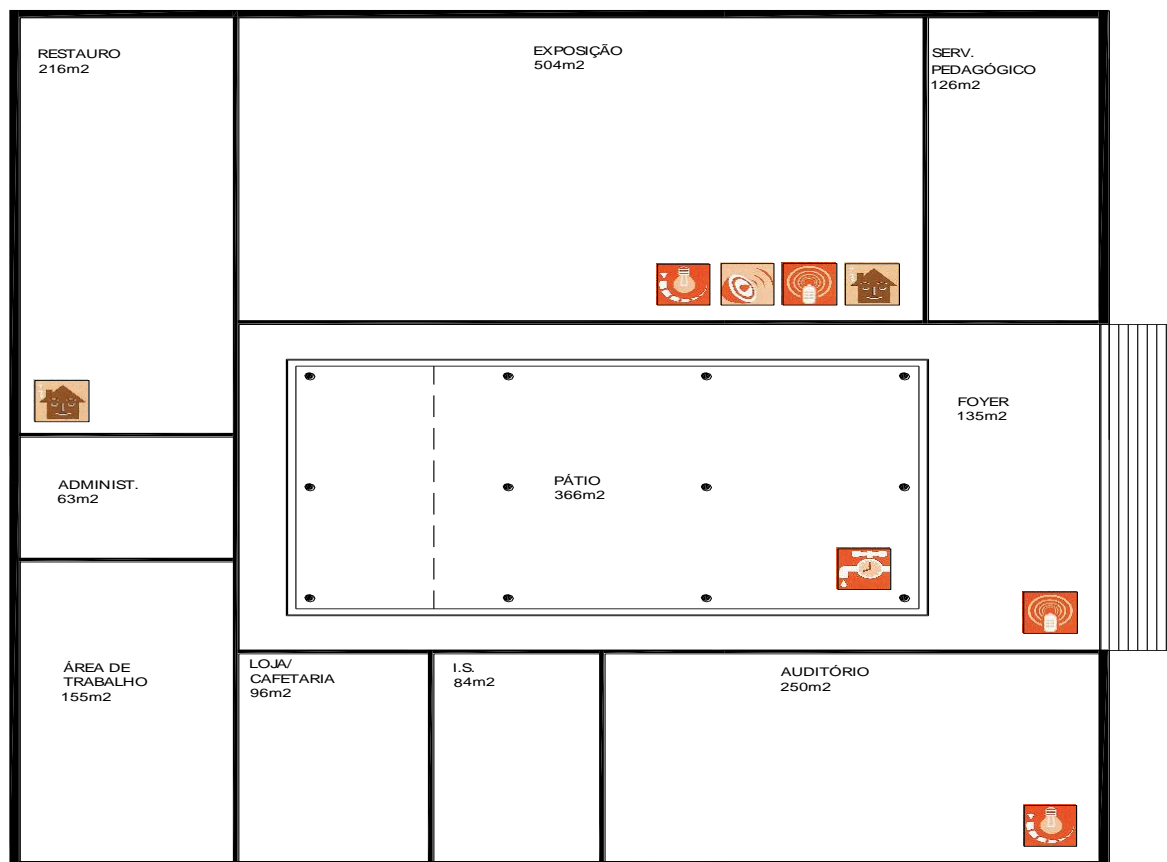 RESTAURO
216m2
EXPOSIÇÃO
504m2
SERV.
PEDAGÓGICO
126m2
FOYER
135m2
ADMINIST.
63m2
PÁTIO
366m2
ÁREA DE
TRABALHO
155m2
LOJA/
CAFETARIA
96m2
I.S.
84m2
AUDITÓRIO
250m2